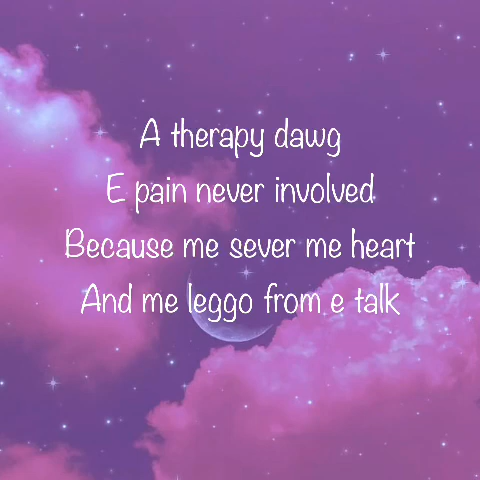 A therapy dawg
E pain never involved
Because me sever me heart
And me leggo from e talk